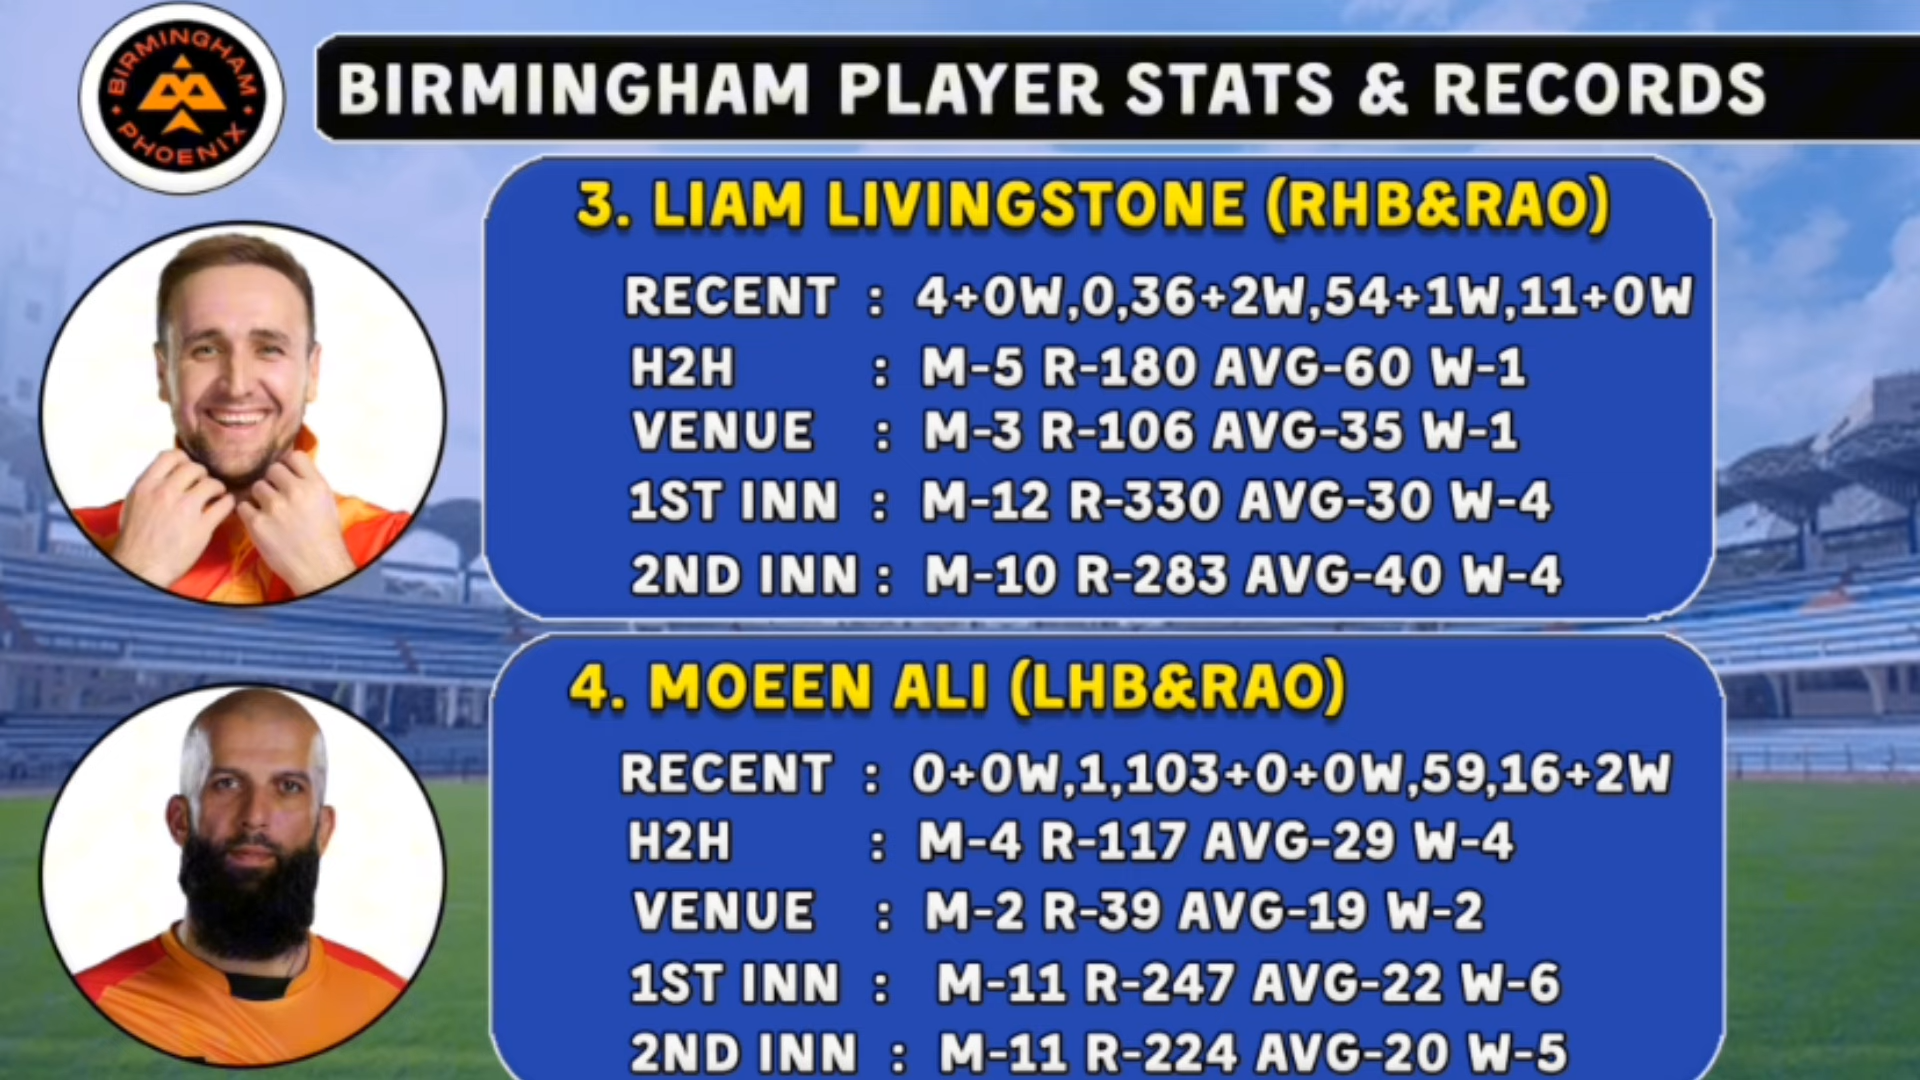 BIRMINGHAM
PHOENIX
BIRMINGHAM PLAYER STATS & RECORDS
3. LIAM LIVINGSTONE (RHB&RAO)
RECENT : 4+0W,0,36+2W,54+1W,11+0W
H2H : M-5 R-180 AVG-60 W-1
VENUE : M-3 R-106 AVG-35 W-1
1ST INN : M-12 R-330 AVG-30 W-4
2ND INN : M-10 R-283 AVG-40 W-4
4. MOEEN ALI (LHB&RAO)
RECENT : 0+0W,1,103+0+0W,59,16+2W
H2H : M-4 R-117 AVG-29 W-4
VENUE : M-2 R-39 AVG-19 W-2
1ST INN : M-11 R-247 AVG-22 W-6
2ND INN : M-11 R-224 AVG-20 W-5